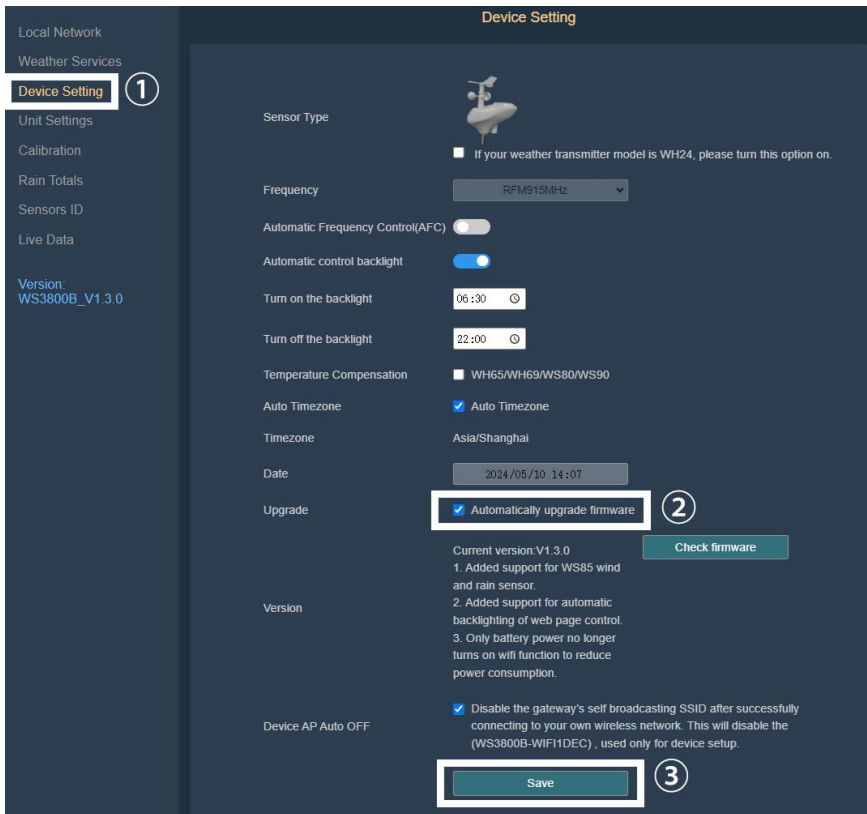 Device Setting
Local Network
Weather Services
Device Setting
①
Unit Settings
Calibration
Rain Totals
Sensors ID
Live Data
Version:
WS3800B_V1.3.0
Sensor Type
If your weather transmitter model is WH24, please turn this option on.
Frequency
RFM915MHz
Automatic Frequency Control(AFC)
Automatic control backlight
Turn on the backlight
06:30
Turn off the backlight
22:00
Temperature Compensation
WH65/WH69/WS80/WS90
Auto Timezone
Auto Timezone
Timezone
Asia/Shanghai
Date
2024/05/10 14:07
Upgrade
Automatically upgrade firmware
②
Version
Current version:V1.3.0
1. Added support for WS85 wind
and rain sensor.
2. Added support for automatic
backlighting of web page control.
3. Only battery power no longer
turns on wifi function to reduce
power consumption.
Check firmware
Device AP Auto OFF
Disable the gateway's self broadcasting SSID after successfully
connecting to your own wireless network. This will disable the
(WS3800B-WIFI1DEC) , used only for device setup.
Save
③